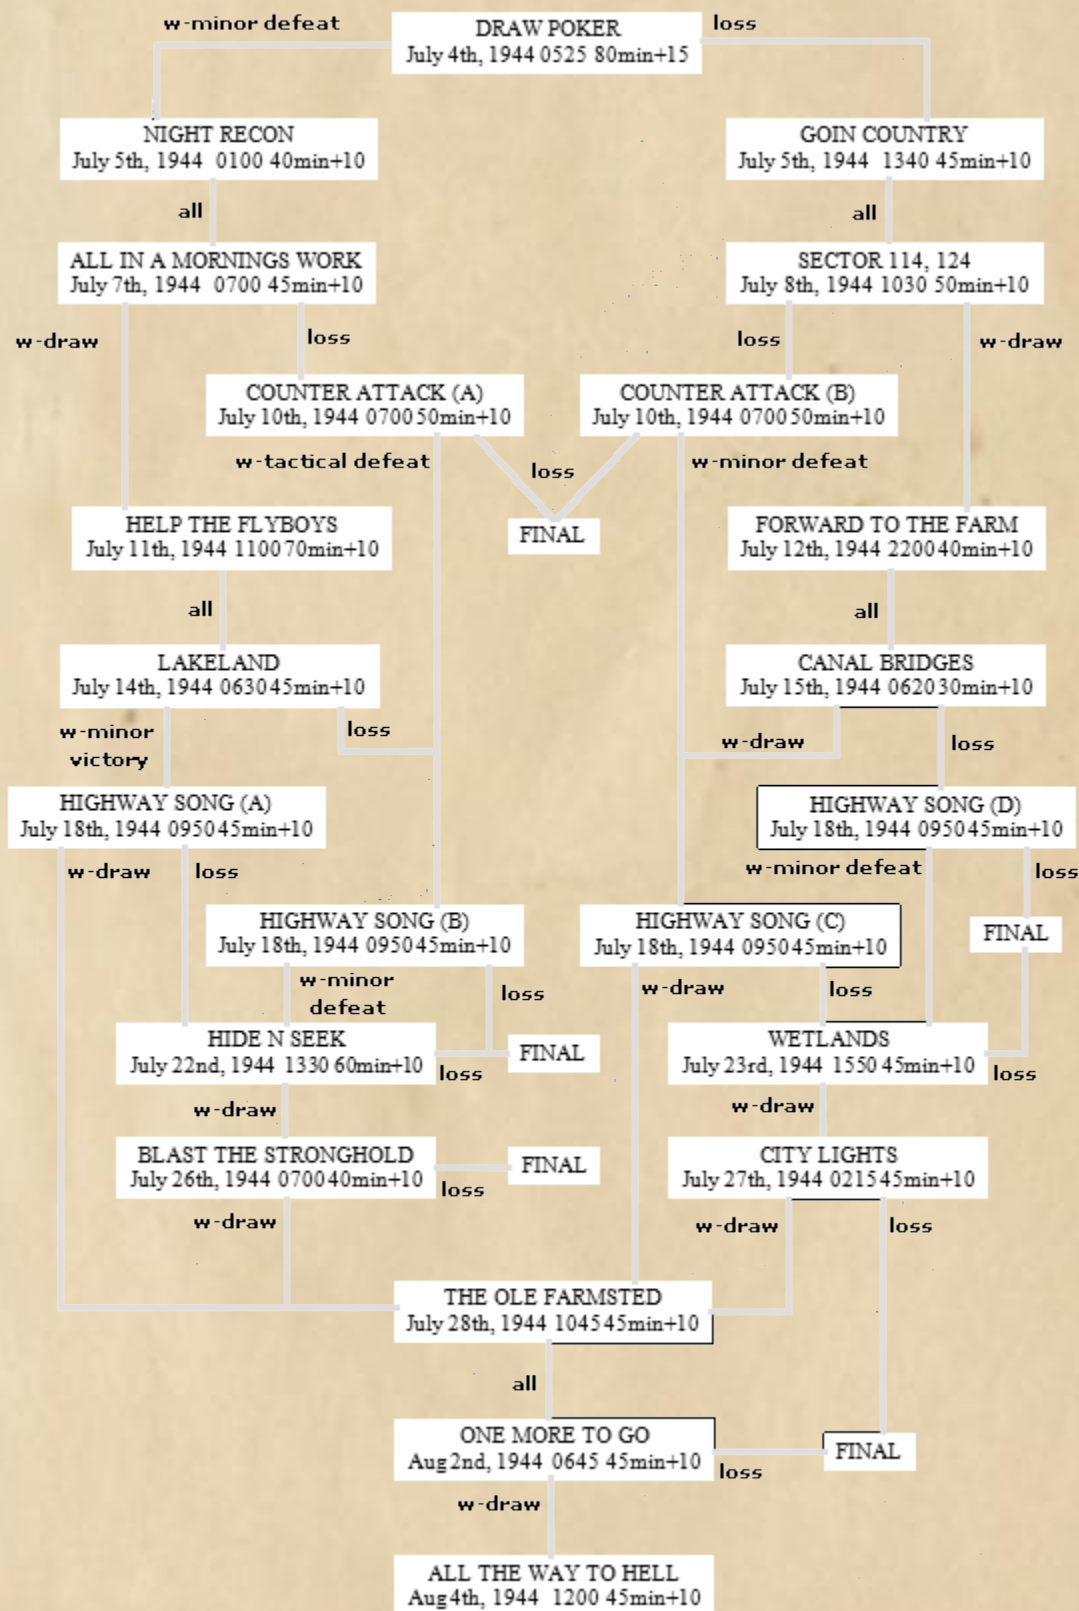 w-minor defeat
DRAW POKER
July 4th, 1944 0525 80min+15
loss
NIGHT RECON
July 5th, 1944 0100 40min+10
GOIN COUNTRY
July 5th, 1944 1340 45min+10
all
all
ALL IN A MORNINGS WORK
July 7th, 1944 0700 45min+10
SECTOR 114, 124
July 8th, 1944 1030 50min+10
w-draw
loss
loss
w-draw
COUNTER ATTACK (A)
July 10th, 1944 0700 50min+10
COUNTER ATTACK (B)
July 10th, 1944 0700 50min+10
w-tactical defeat
loss
w-minor defeat
HELP THE FLYBOYS
July 11th, 1944 1100 70min+10
FINAL
FORWARD TO THE FARM
July 12th, 1944 2200 40min+10
all
all
LAKELAND
July 14th, 1944 0630 45min+10
CANAL BRIDGES
July 15th, 1944 0620 30min+10
w-minor
victory
loss
w-draw
loss
HIGHWAY SONG (A)
July 18th, 1944 0950 45min+10
HIGHWAY SONG (D)
July 18th, 1944 0950 45min+10
w-draw
loss
w-minor defeat
loss
HIGHWAY SONG (B)
July 18th, 1944 0950 45min+10
HIGHWAY SONG (C)
July 18th, 1944 0950 45min+10
FINAL
w-minor
defeat
loss
w-draw
loss
HIDE N SEEK
July 22nd, 1944 1330 60min+10
loss
FINAL
WETLANDS
July 23rd, 1944 1550 45min+10
loss
w-draw
w-draw
BLAST THE STRONGHOLD
July 26th, 1944 0700 40min+10
loss
FINAL
CITY LIGHTS
July 27th, 1944 0215 45min+10
w-draw
w-draw
loss
THE OLE FARMSTED
July 28th, 1944 1045 45min+10
all
ONE MORE TO GO
Aug 2nd, 1944 0645 45min+10
loss
FINAL
w-draw
ALL THE WAY TO HELL
Aug 4th, 1944 1200 45min+10